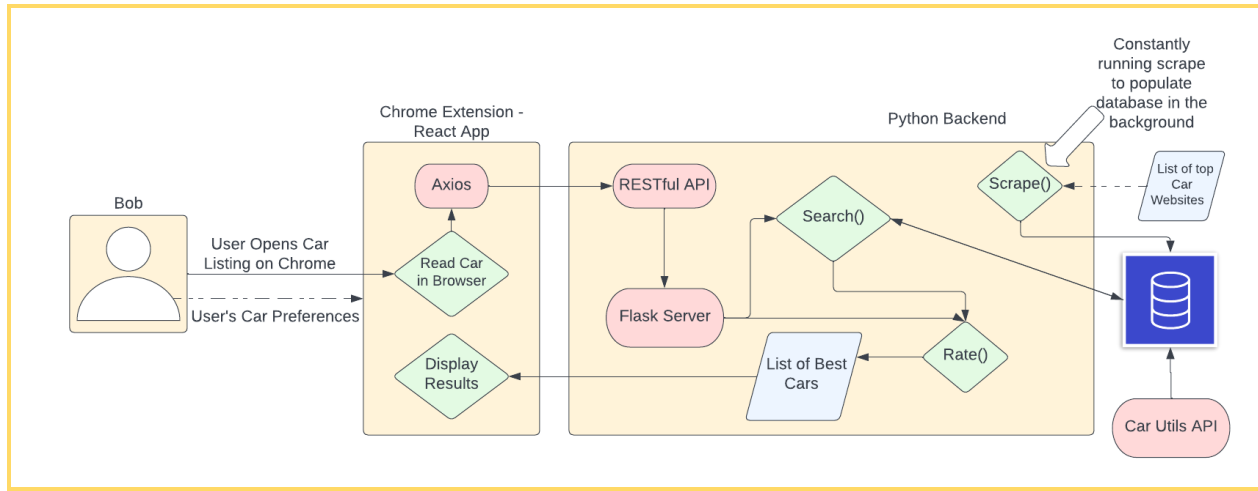 Constantly
running scrape
to populate
database in the
background
Chrome Extension -
React App
Python Backend
Bob
User Opens Car
Listing on Chrome
User's Car Preferences
Axios
Read Car
in Browser
Display
Results
RESTful API
Flask Server
Search()
Rate()
List of Best
Cars
Scrape()
List of top
Car
Websites
Car Utils API